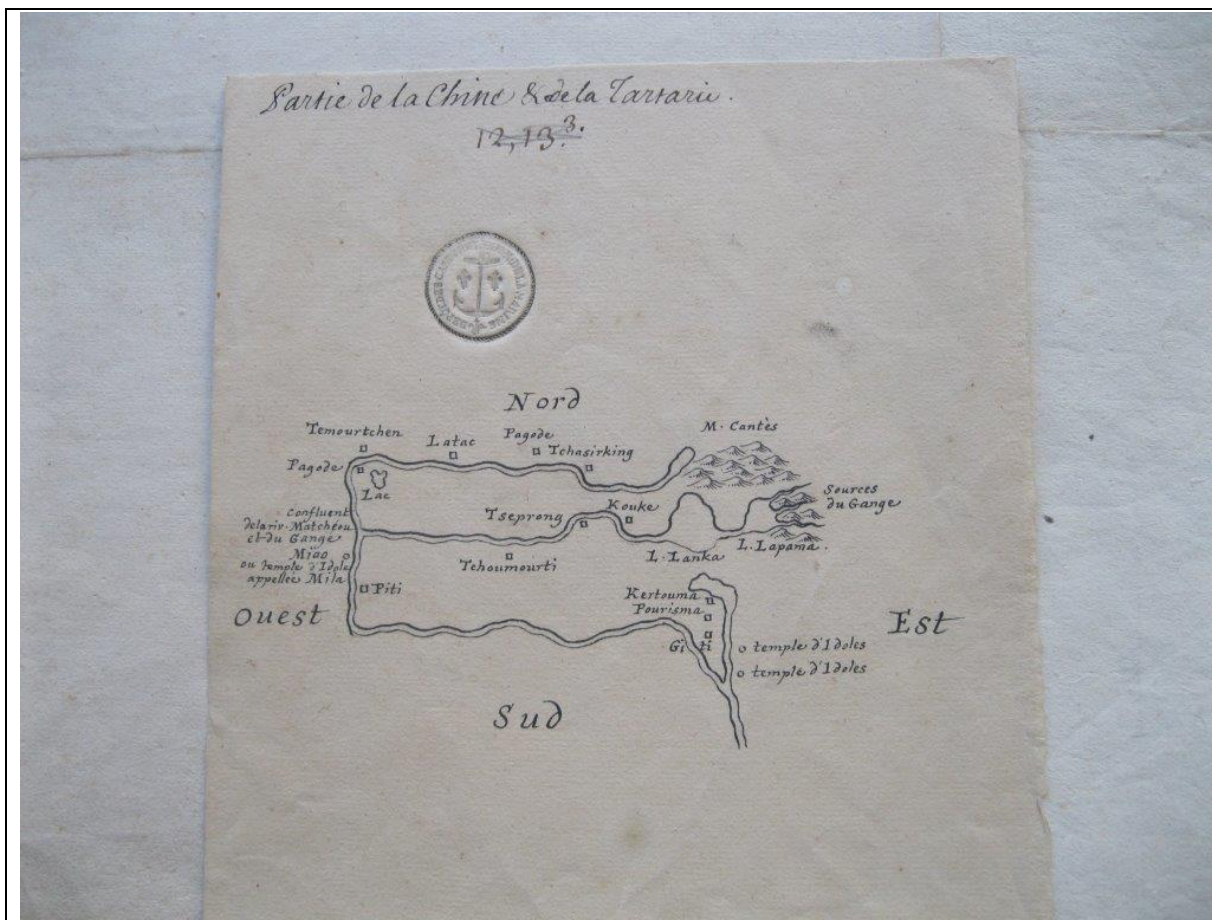 Partie de la Chine & de la Tartarie.
12,13 3.
Nord
M. Cantès
Temourtchen
Latac
Pagode
Tchasirking
Pagode
Lac
Sources
du Gange
Confluent
de la riv. Matcheou
et du Gange
Tseprong
Kouke
Miao
ou temple d'Idole
appellée Mila
Tchoumourti
L. Lanka
L. Lapama.
Piti
Kertouma
Pourisma
Ouest
Est
Giti
temple d'Idoles
temple d'Idoles
Sud